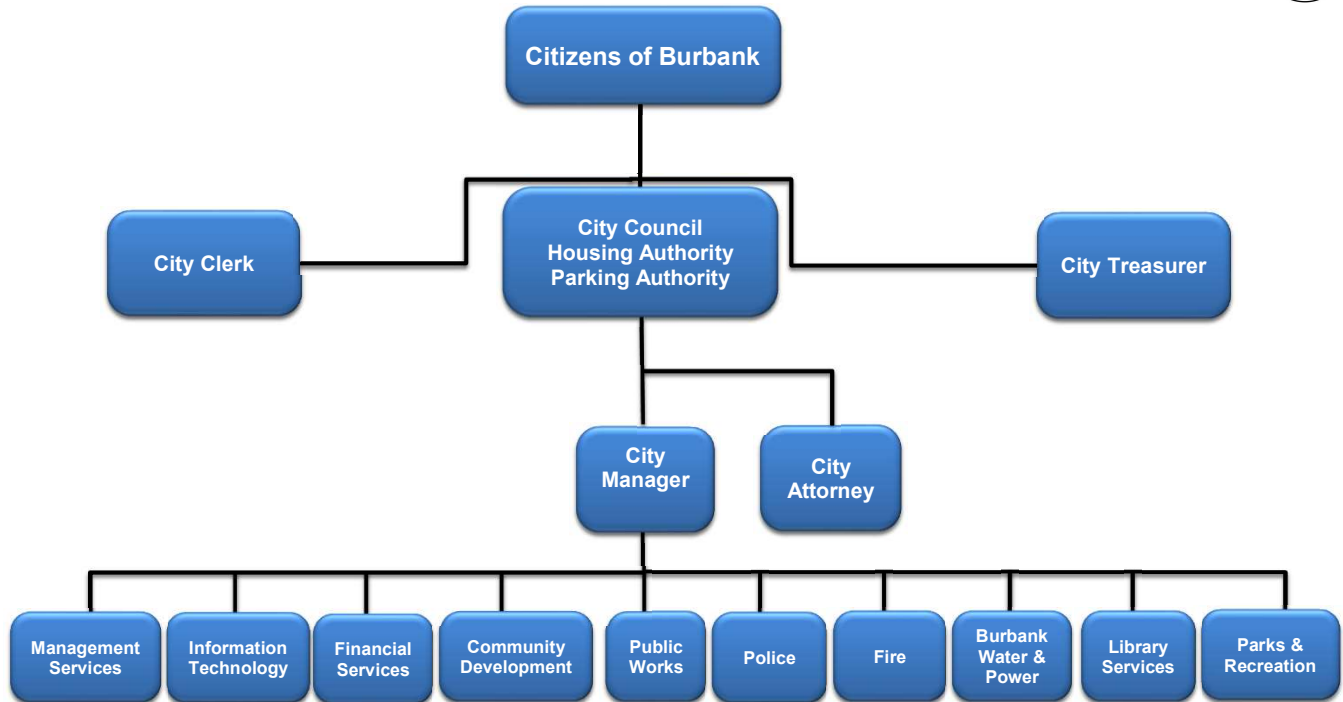 Citizens of Burbank
City Clerk
City Council
Housing Authority
Parking Authority
City Treasurer
City
Manager
City
Attorney
Management
Services
Information
Technology
Financial
Services
Community
Development
Public
Works
Police
Fire
Burbank
Water &
Power
Library
Services
Parks &
Recreation